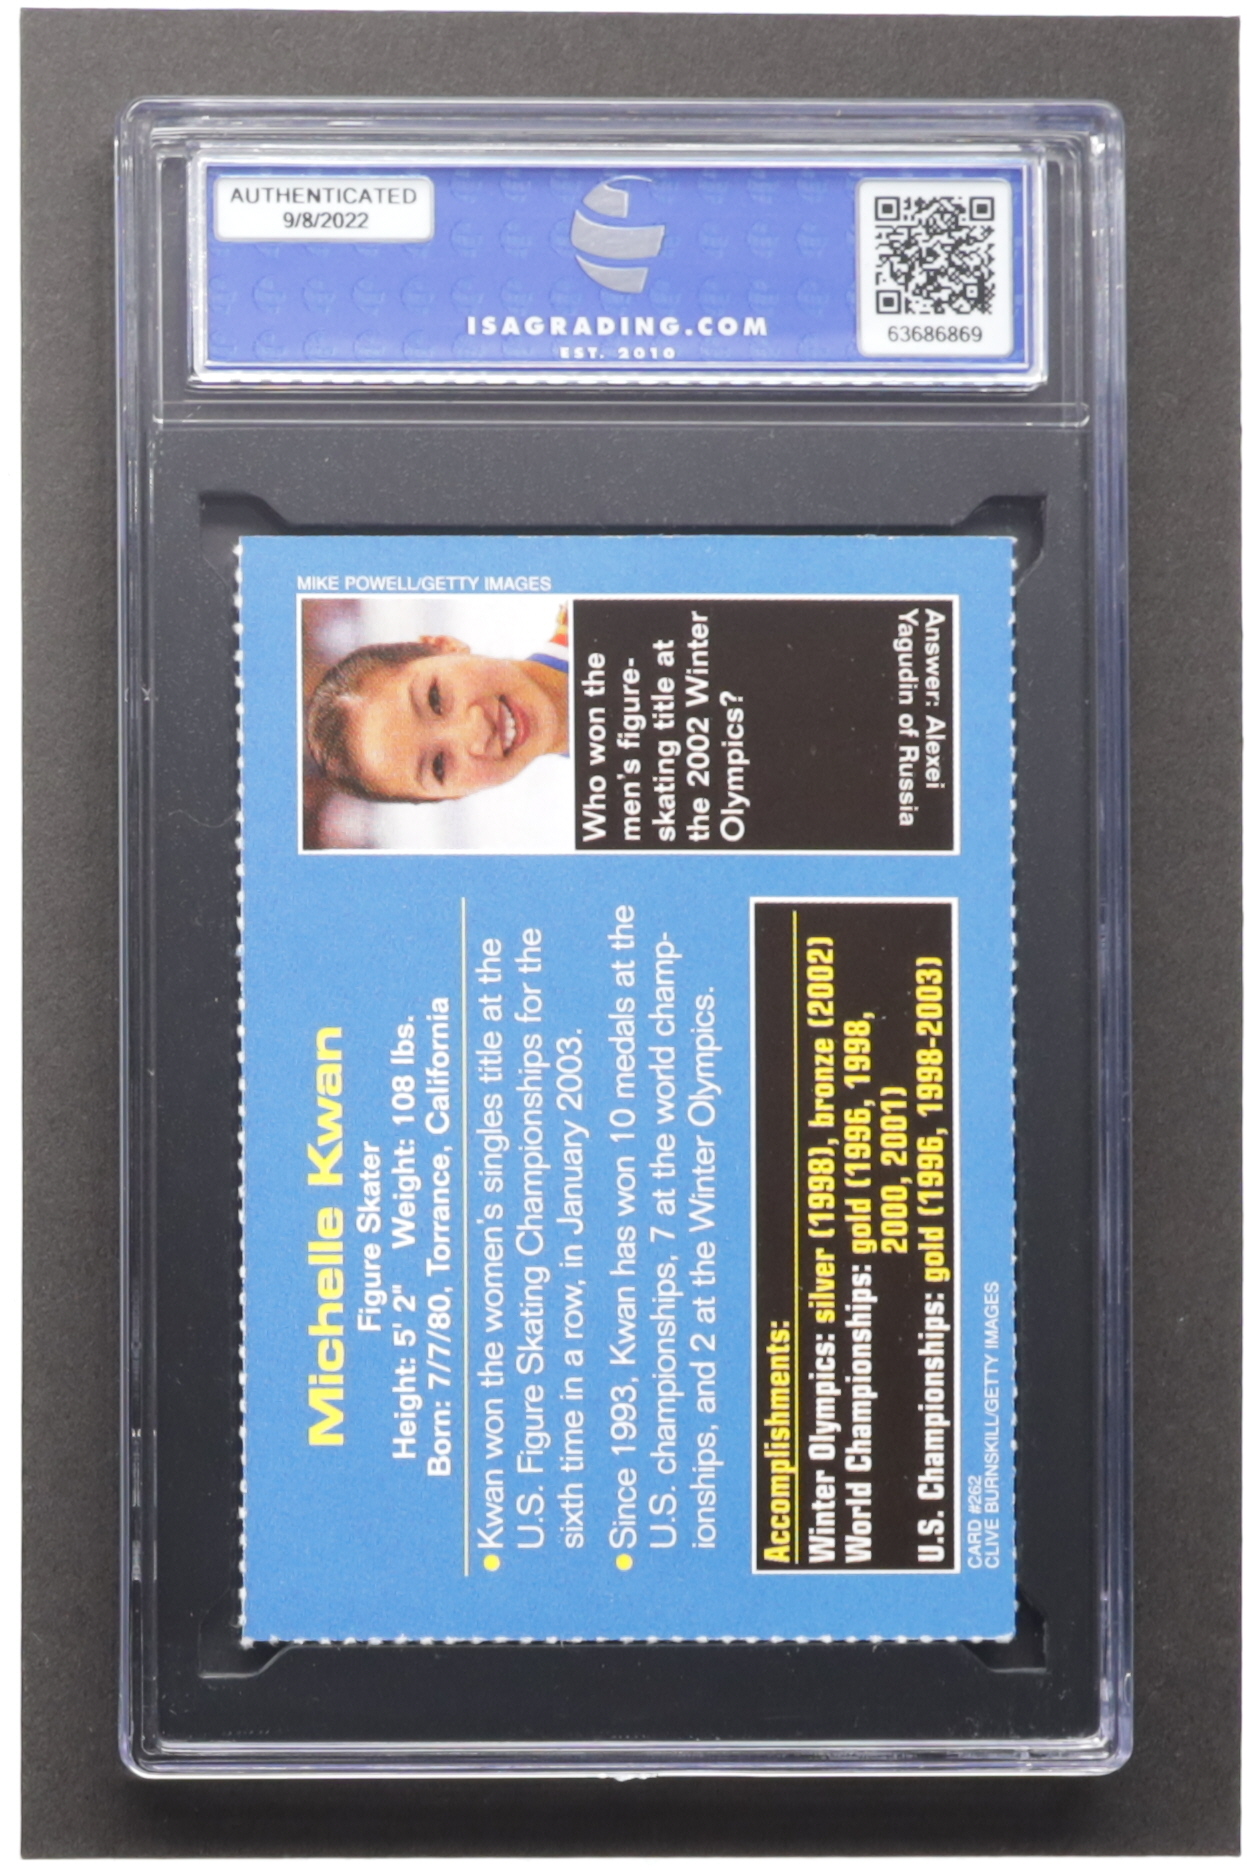 AUTHENTICATED
9/8/2022
ISAGRADING.COM
EST. 2010
63686869
Michelle Kwan
Figure Skater
Height: 5' 2" Weight: 108 lbs.
Born: 7/7/80, Torrance, California
•Kwan won the women's singles title at the
U.S. Figure Skating Championships for the
sixth time in a row, in January 2003.
•Since 1993, Kwan has won 10 medals at the
U.S. championships, 7 at the world champ-
ionships, and 2 at the Winter Olympics.
Accomplishments:
Winter Olympics: silver (1998), bronze (2002)
World Championships: gold (1996, 1998,
2000, 2001)
U.S. Championships: gold (1996, 1998-2003)
CARD #262
CLIVE BURNSKILL/GETTY IMAGES
MIKE POWELL/GETTY IMAGES
Who won the
men's figure-
skating title at
the 2002 Winter
Olympics?
Answer: Alexei
Yagudin of Russia